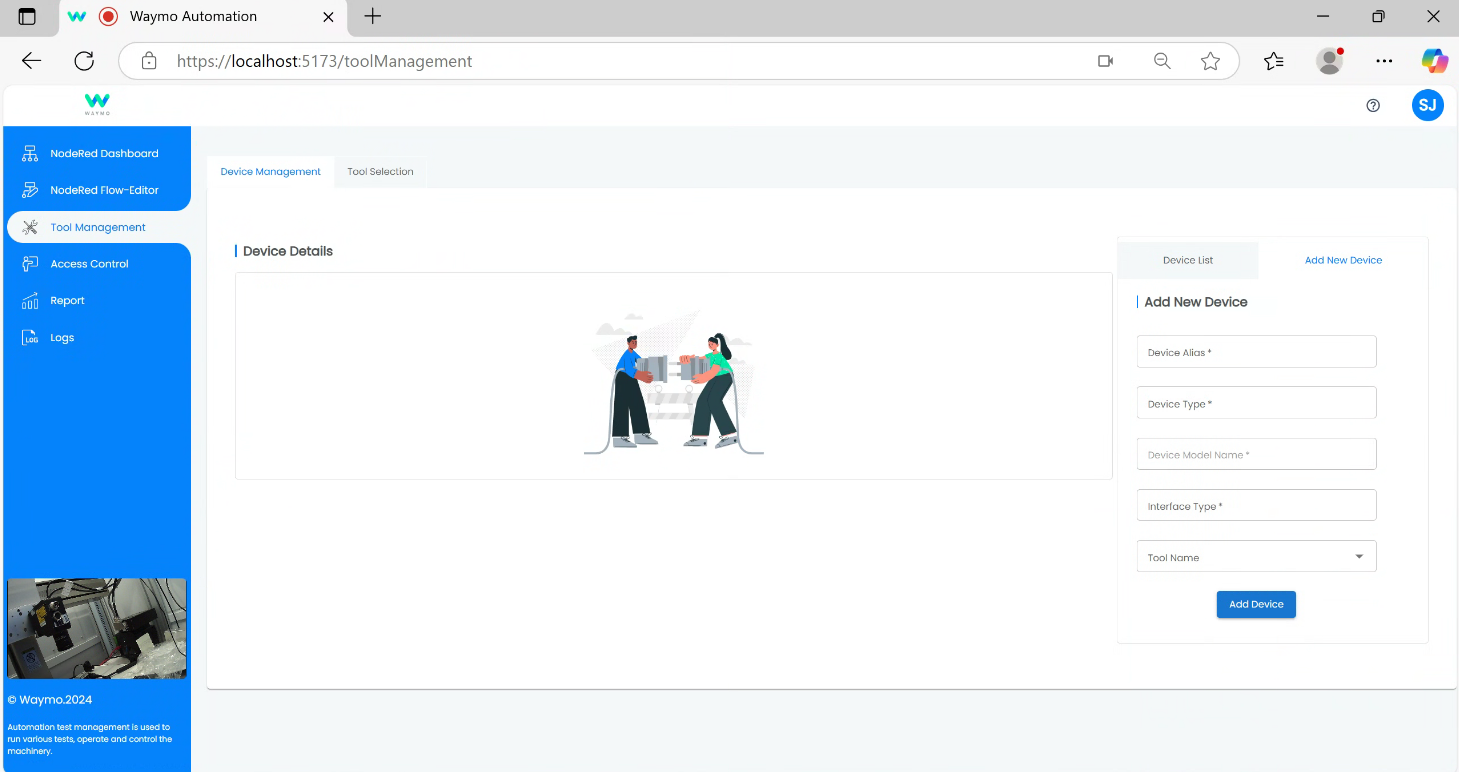 Waymo Automation
https://localhost:5173/toolManagement
WAYMO
SJ
NodeRed Dashboard
NodeRed Flow-Editor
Tool Management
Access Control
Report
LOG
Logs
© Waymo.2024
Automation test management is used to
run various tests, operate and control the
machinery.
Device Management
Tool Selection
Device Details
Device List
Add New Device
Add New Device
Device Alias *
Device Type *
Device Model Name *
Interface Type *
Tool Name
Add Device